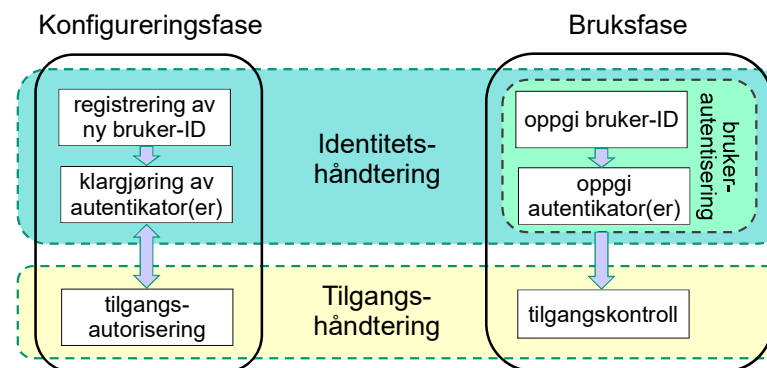 Konfigureringsfase
Bruksfase
registrering av
ny bruker-ID
klargjøring av
autentikator(er)
Identitets-
håndtering
oppgi bruker-ID
oppgi
autentikator(er)
bruker-
autentisering
tilgangs-
autorisering
Tilgangs-
håndtering
tilgangskontroll